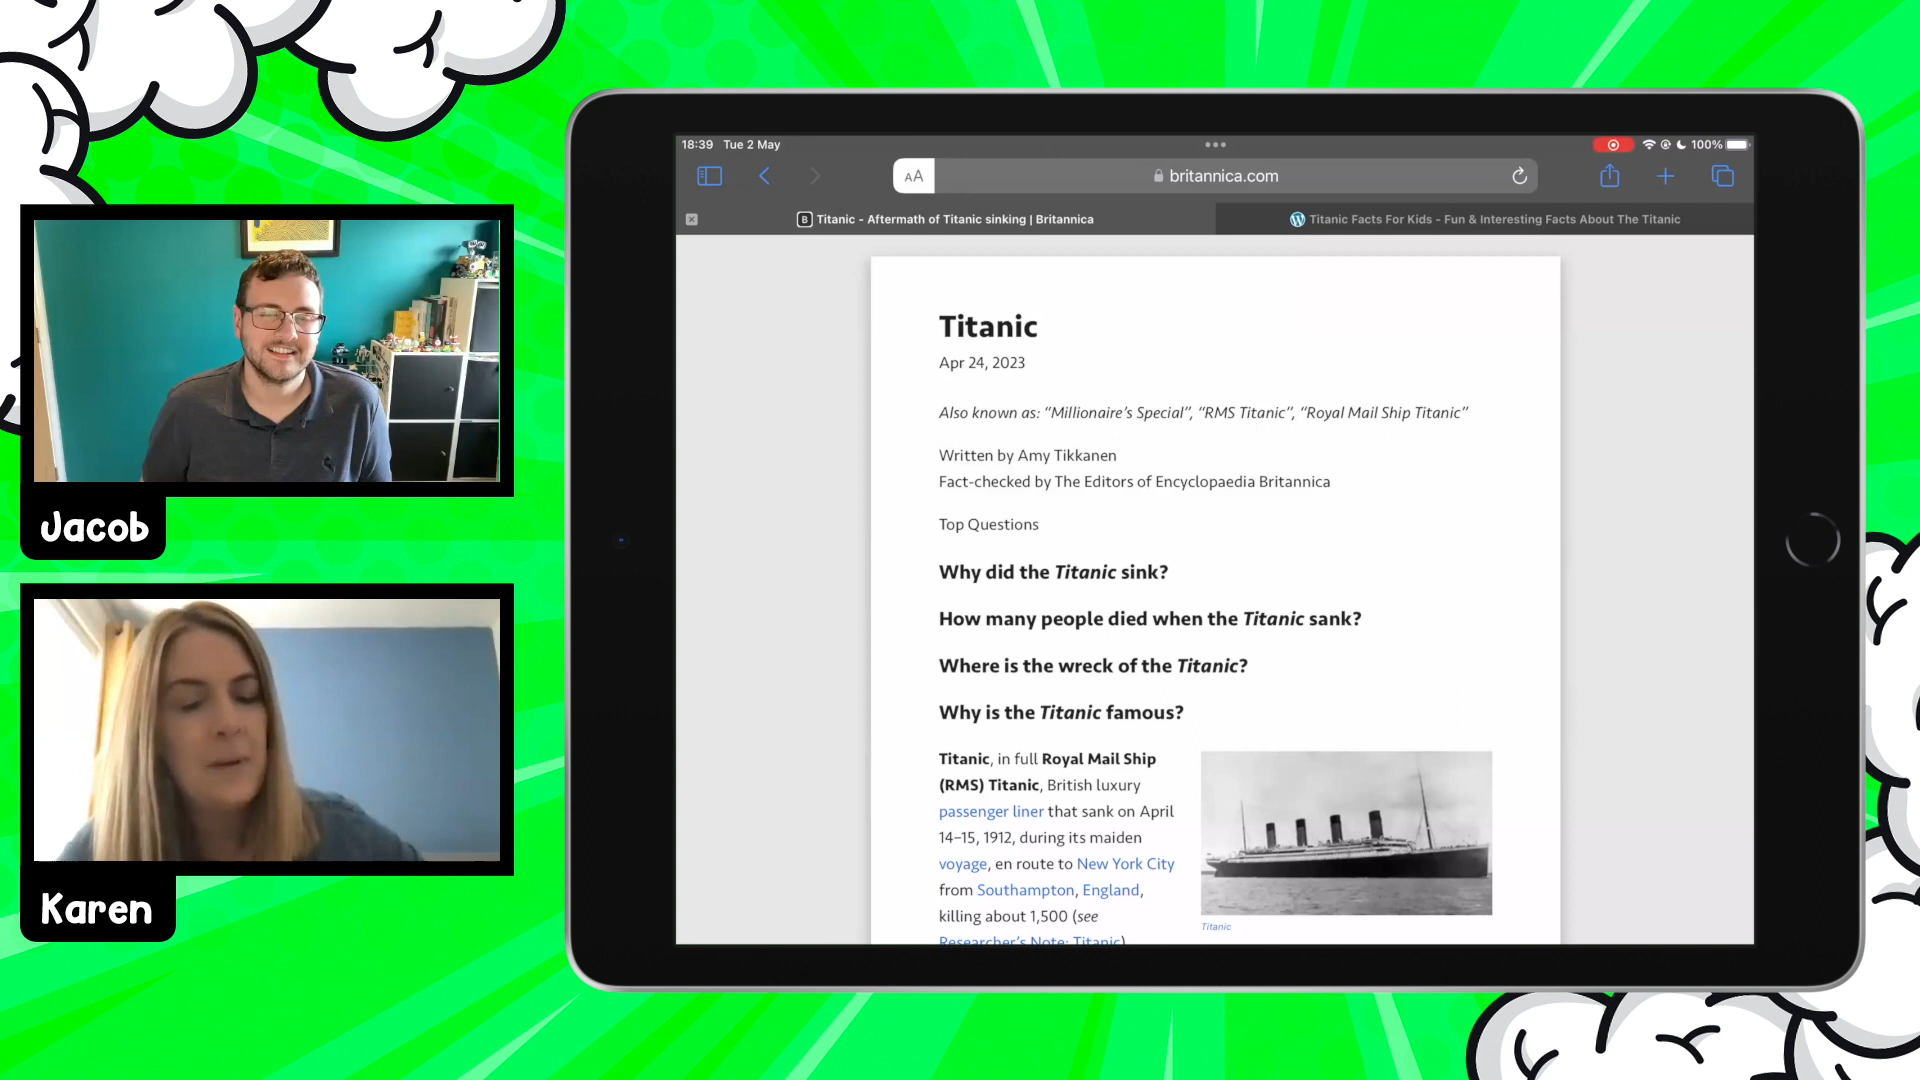 Jacob
Karen
18:39 Tue 2 May
100%
AA
britannica.com
B Titanic - Aftermath of Titanic sinking | Britannica
Titanic Facts For Kids - Fun & Interesting Facts About The Titanic
Titanic
Apr 24, 2023
Also known as: “Millionaire’s Special”, “RMS Titanic”, “Royal Mail Ship Titanic”
Written by Amy Tikkanen
Fact-checked by The Editors of Encyclopaedia Britannica
Top Questions
Why did the Titanic sink?
How many people died when the Titanic sank?
Where is the wreck of the Titanic?
Why is the Titanic famous?
Titanic, in full Royal Mail Ship
(RMS) Titanic, British luxury
passenger liner that sank on April
14–15, 1912, during its maiden
voyage, en route to New York City
from Southampton, England,
killing about 1,500 (see
Researcher’s Note: Titanic)
Titanic